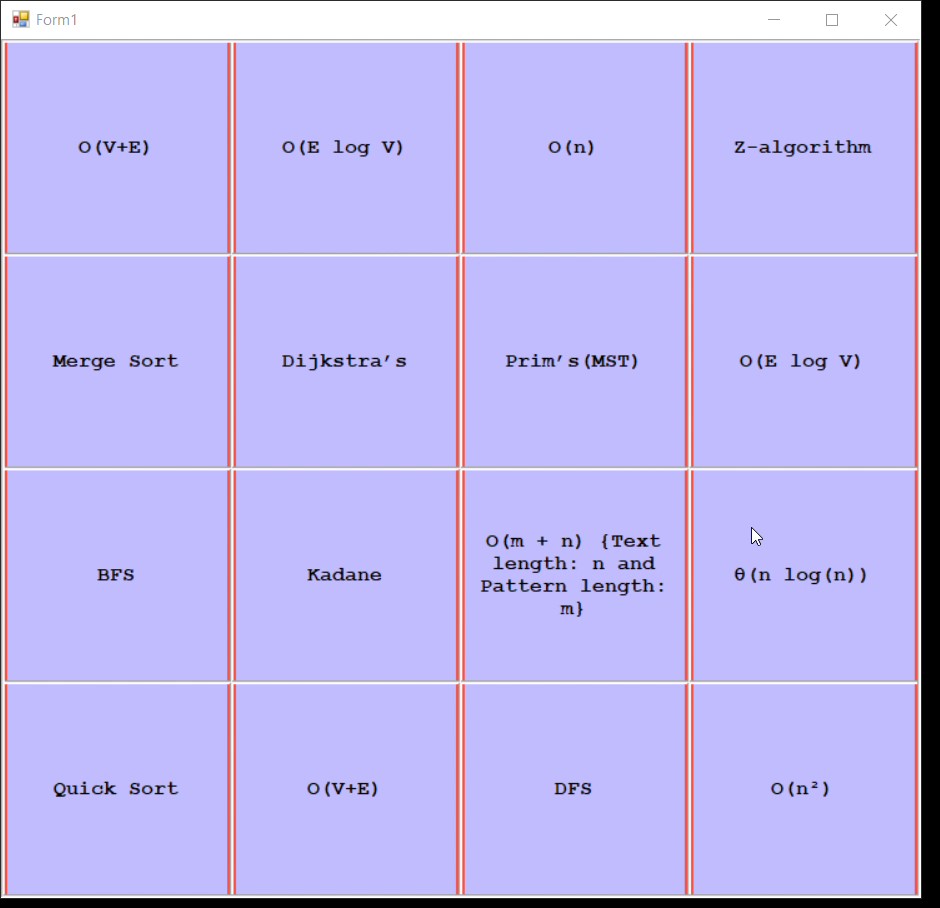 Form1
O(V+E)
O(E log V)
O(n)
Z-algorithm
Merge Sort
Dijkstra's
Prim's(MST)
O(E log V)
BFS
Kadane
O(m + n) {Text
length: n and
Pattern length:
m}
θ(n log(n))
Quick Sort
O(V+E)
DFS
O(n²)